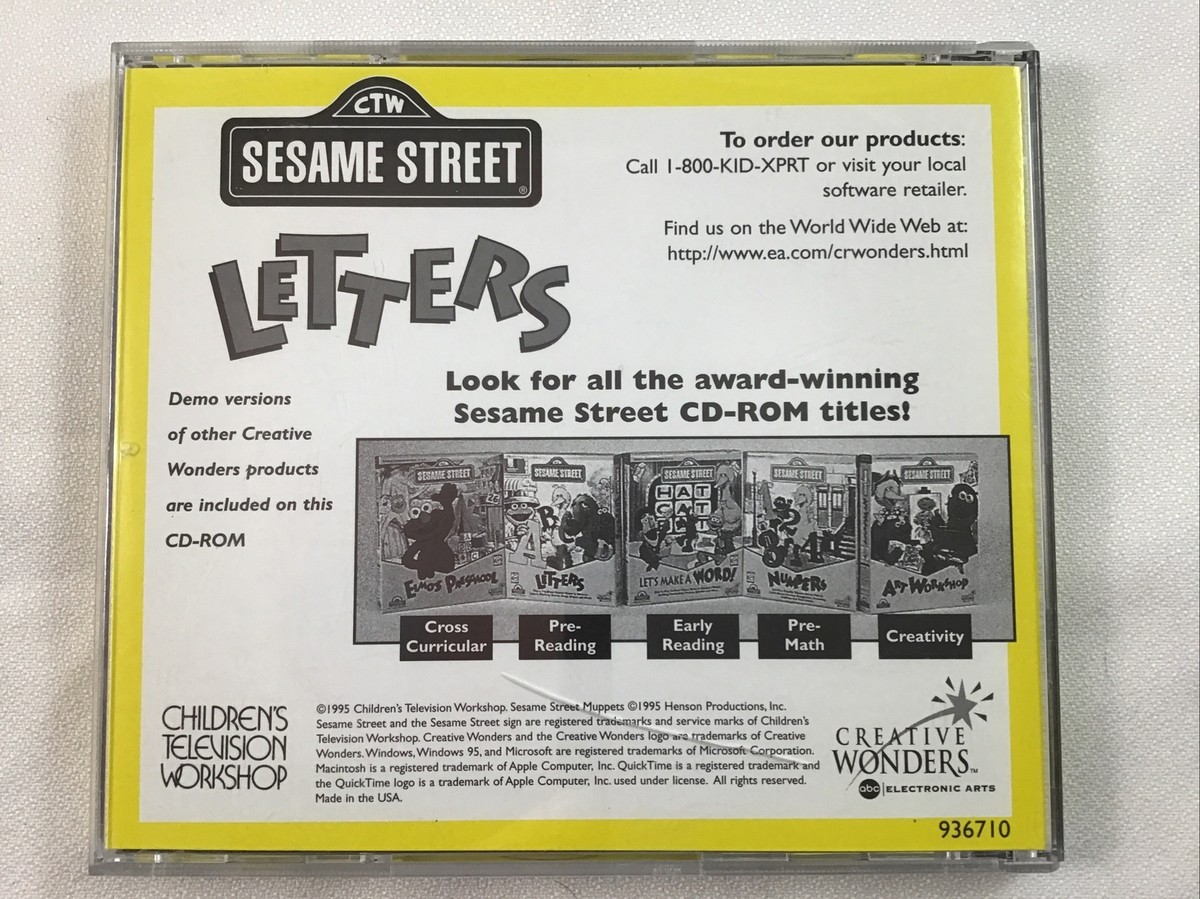 CTW
SESAME STREET®
LETTERS
To order our products:
Call 1-800-KID-XPRT or visit your local
software retailer.
Find us on the World Wide Web at:
http://www.ea.com/crwonders.html
Look for all the award-winning
Sesame Street CD-ROM titles!
Demo versions
of other Creative
Wonders products
are included on this
CD-ROM
SESAME STREET
ELMO'S PRESCHOOL
SESAME STREET
LETTERS
SESAME STREET
HAT
CAT
LET'S MAKE A WORD!
SESAME STREET
NUMBERS
SESAME STREET
ART WORKSHOP
Cross
Curricular
Pre-
Reading
Early
Reading
Pre-
Math
Creativity
CHILDREN'S
TELEVISION
WORKSHOP
©1995 Children's Television Workshop. Sesame Street Muppets ©1995 Henson Productions, Inc.
Sesame Street and the Sesame Street sign are registered trademarks and service marks of Children's
Television Workshop. Creative Wonders and the Creative Wonders logo are trademarks of Creative
Wonders. Windows, Windows 95, and Microsoft are registered trademarks of Microsoft Corporation.
Macintosh is a registered trademark of Apple Computer, Inc. QuickTime is a registered trademark and
the QuickTime logo is a trademark of Apple Computer, Inc. used under license. All rights reserved.
Made in the USA.
CREATIVE
WONDERS™
abc ELECTRONIC ARTS
936710